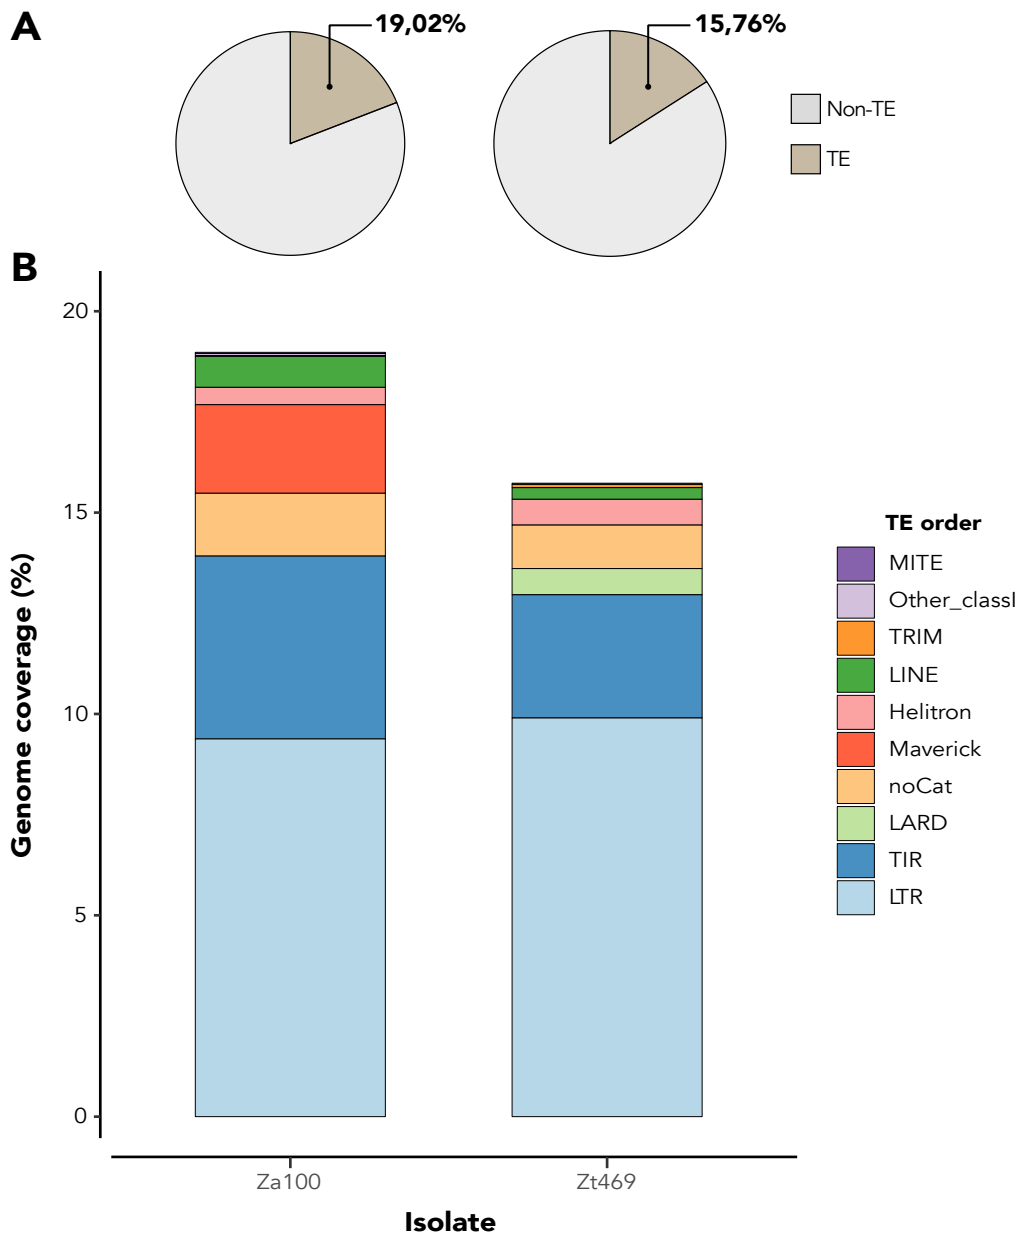 A
19,02%
15,76%
Non-TE
TE
B
20
15
10
5
0
Genome coverage (%)
Za100
Zt469
Isolate
TE order
MITE
Other_classI
TRIM
LINE
Helitron
Maverick
noCat
LARD
TIR
LTR